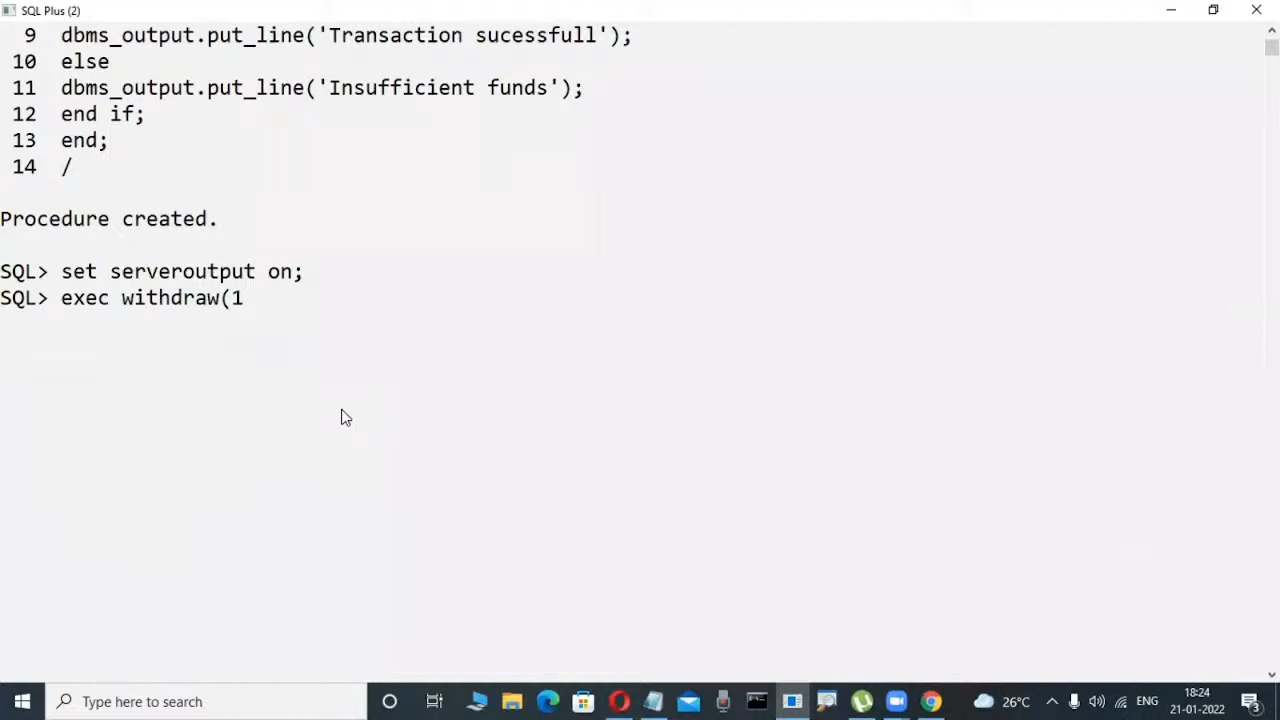 SQL Plus (2)
9 dbms_output.put_line('Transaction sucessfull');
10 else
11 dbms_output.put_line('Insufficient funds');
12 end if;
13 end;
14 /
Procedure created.
SQL> set serveroutput on;
SQL> exec withdraw(1
Type here to search
26°C
ENG
18:24
21-01-2022
3